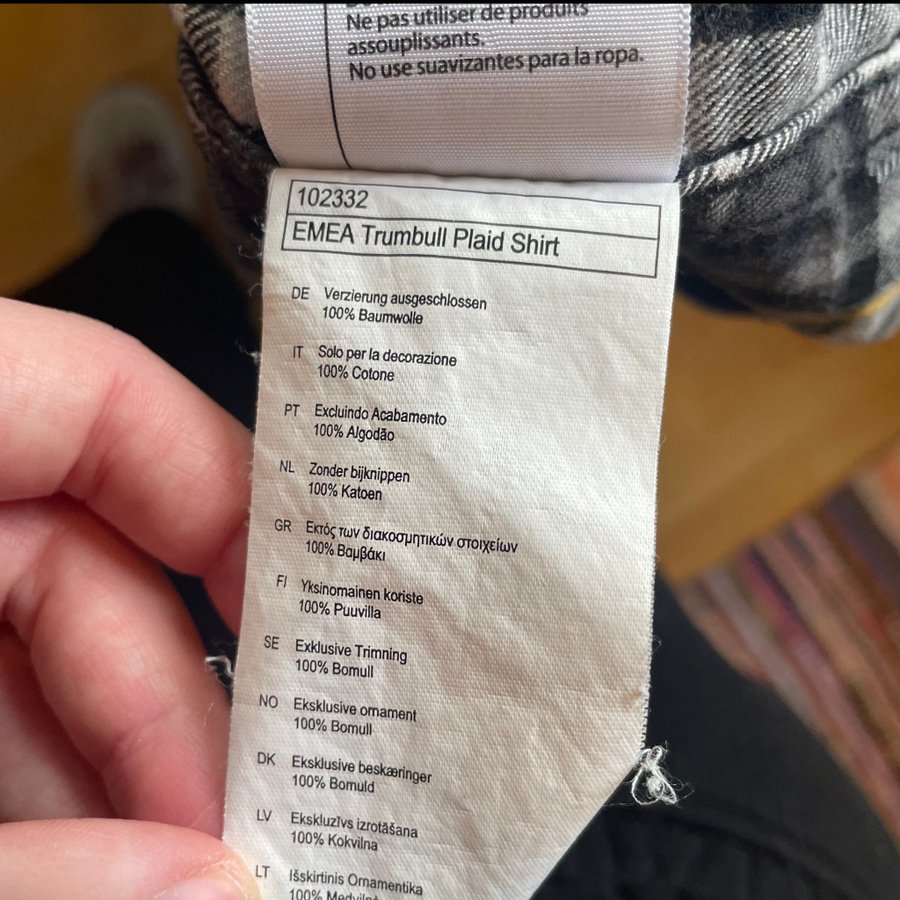 Ne pas utiliser de produits
assouplissants.
No use suavizantes para la ropa.
102332
EMEA Trumbull Plaid Shirt
DE Verzierung ausgeschlossen
100% Baumwolle
IT Solo per la decorazione
100% Cotone
PT Excluindo Acabamento
100% Algodão
NL Zonder bijknippen
100% Katoen
GR Εκτός των διακοσμητικών στοιχείων
100% Βαμβάκι
FI Yksinomainen koriste
100% Puuvilla
SE Exklusive Trimning
100% Bomull
NO Eksklusive ornament
100% Bomull
DK Eksklusive beskæringer
100% Bomuld
LV Ekskluzīvs izrotāšana
100% Kokvilna
LT Išskirtinis Ornamentika
100%